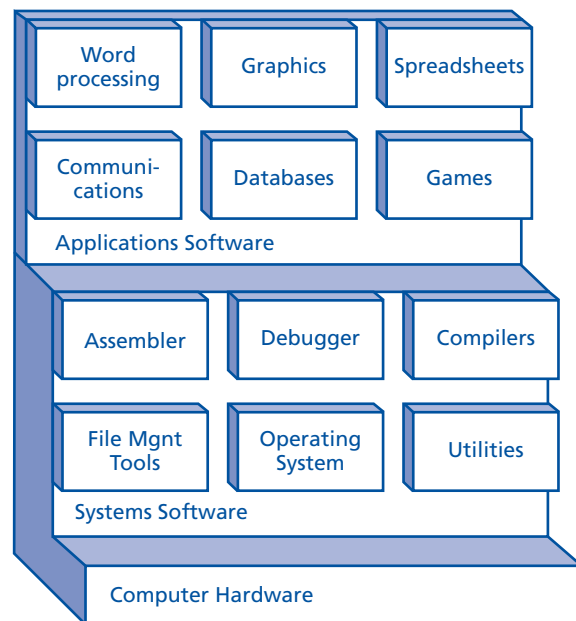 Word
processing
Graphics
Spreadsheets
Communi-
cations
Databases
Games
Applications Software
Assembler
Debugger
Compilers
File Mgnt
Tools
Operating
System
Utilities
Systems Software
Computer Hardware